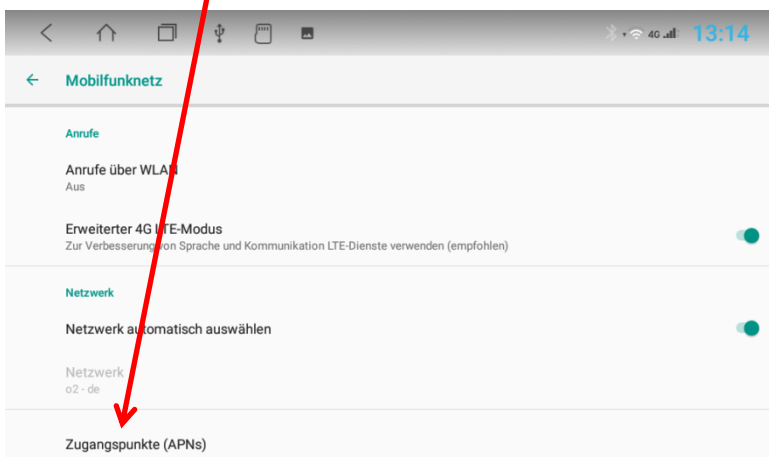 4G 13:14
Mobilfunknetz
Anrufe
Anrufe über WLAN
Aus
Erweiterter 4G LTE-Modus
Zur Verbesserung von Sprache und Kommunikation LTE-Dienste verwenden (empfohlen)
Netzwerk
Netzwerk automatisch auswählen
Netzwerk
o2 - de
Zugangspunkte (APNs)